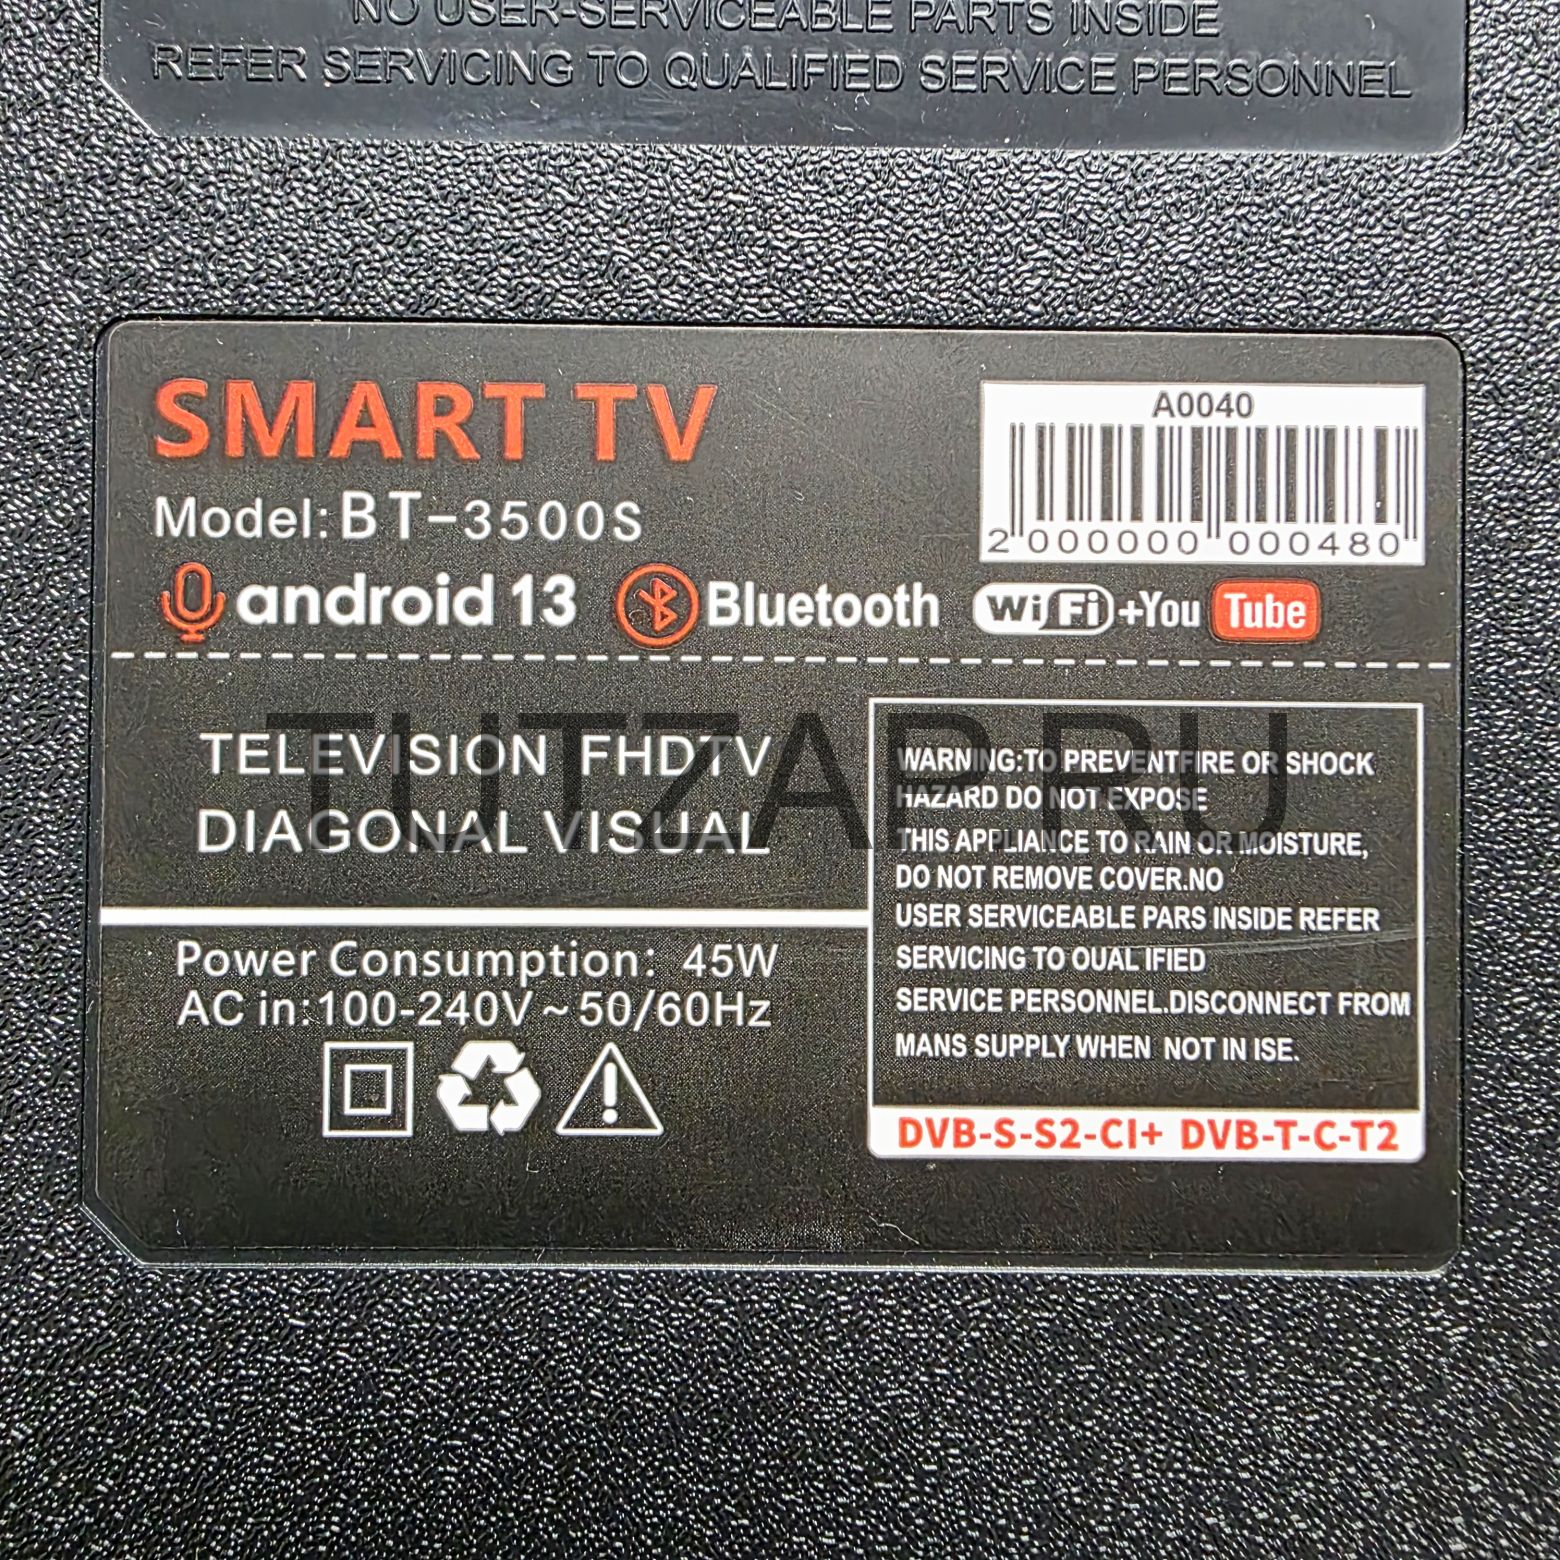 NO USER-SERVICEABLE PARTS INSIDE
REFER SERVICING TO QUALIFIED SERVICE PERSONNEL
SMART TV
A0040
2 000000 000480
Model: BT-3500S
android 13 Bluetooth WiFi+You Tube
TELEVISION FHDTV
DIAGONAL VISUAL
TUTZAP.RU
WARNING:TO PREVENTFIRE OR SHOCK
HAZARD DO NOT EXPOSE
THIS APPLIANCE TO RAIN OR MOISTURE,
DO NOT REMOVE COVER.NO
USER SERVICEABLE PARS INSIDE REFER
SERVICING TO OUAL IFIED
SERVICE PERSONNEL.DISCONNECT FROM
MANS SUPPLY WHEN NOT IN ISE.
Power Consumption: 45W
AC in:100-240V~50/60Hz
DVB-S-S2-CI+ DVB-T-C-T2